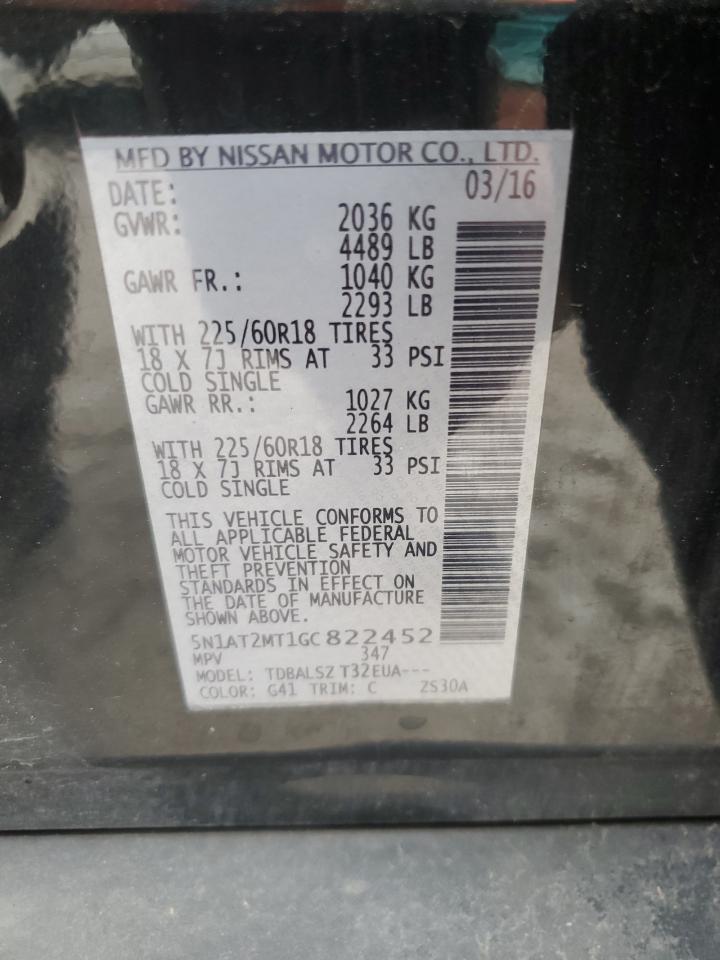 MFD BY NISSAN MOTOR CO., LTD.
DATE: 03/16
GVWR: 2036 KG
4489 LB
GAWR FR.: 1040 KG
2293 LB
WITH 225/60R18 TIRES
18 X 7J RIMS AT 33 PSI
COLD SINGLE
GAWR RR.: 1027 KG
2264 LB
WITH 225/60R18 TIRES
18 X 7J RIMS AT 33 PSI
COLD SINGLE
THIS VEHICLE CONFORMS TO
ALL APPLICABLE FEDERAL
MOTOR VEHICLE SAFETY AND
THEFT PREVENTION
STANDARDS IN EFFECT ON
THE DATE OF MANUFACTURE
SHOWN ABOVE.
5N1AT2MT1GC822452
MPV 347
MODEL: TDBALSZ T32EUA---
COLOR: G41 TRIM: C ZS30A